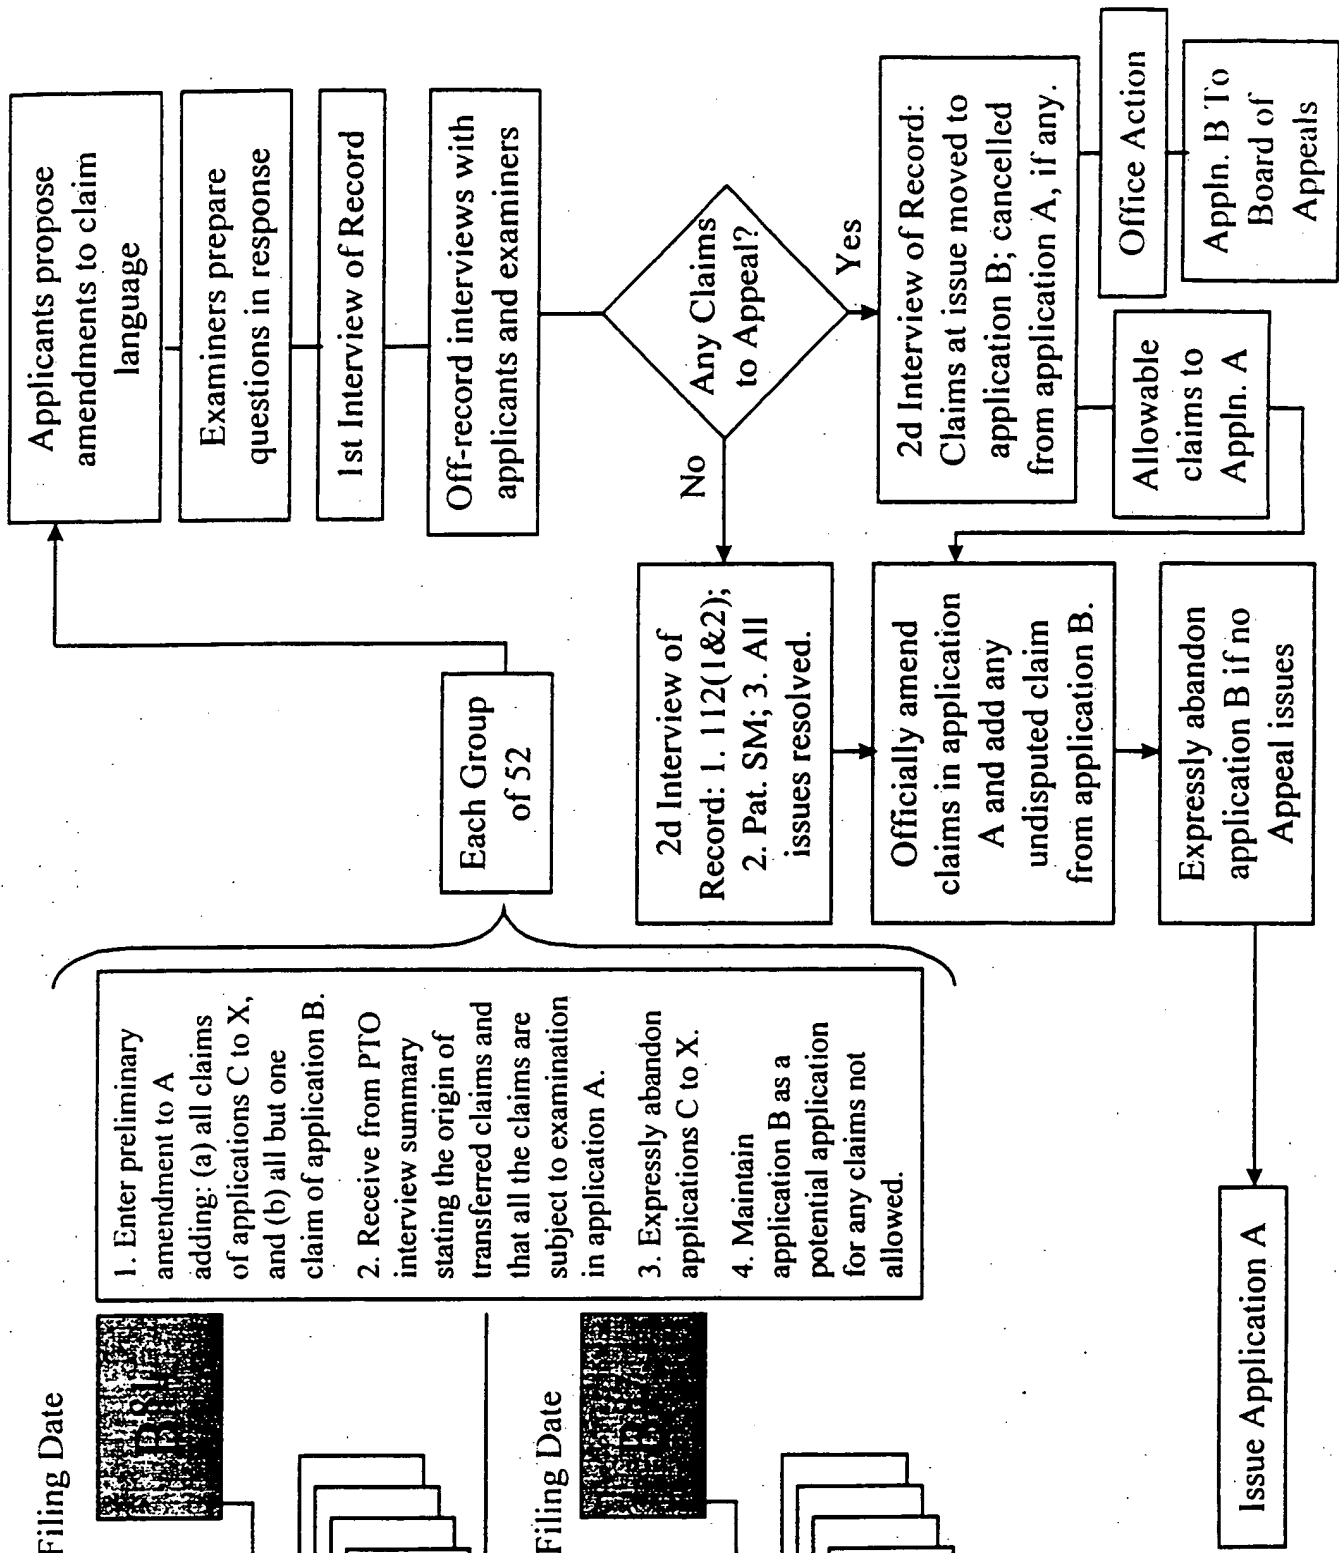 Filing Date
Filing Date
1. Enter preliminary
amendment to A
adding: (a) all claims
of applications C to X,
and (b) all but one
claim of application B.
2. Receive from PTO
interview summary
stating the origin of
transferred claims and
that all the claims are
subject to examination
in application A.
3. Expressly abandon
applications C to X.
4. Maintain
application B as a
potential application
for any claims not
allowed.
Each Group
of 52
Applicants propose
amendments to claim
language
Examiners prepare
questions in response
1st Interview of Record
Off-record interviews with
applicants and examiners
Any Claims
to Appeal?
No
Yes
2d Interview of
Record: 1. 112(1&2);
2. Pat. SM; 3. All
issues resolved.
2d Interview of Record:
Claims at issue moved to
application B; cancelled
from application A, if any.
Allowable
claims to
Appln. A
Office Action
Appln. B To
Board of
Appeals
Officially amend
claims in application
A and add any
undisputed claim
from application B.
Expressly abandon
application B if no
Appeal issues
Issue Application A